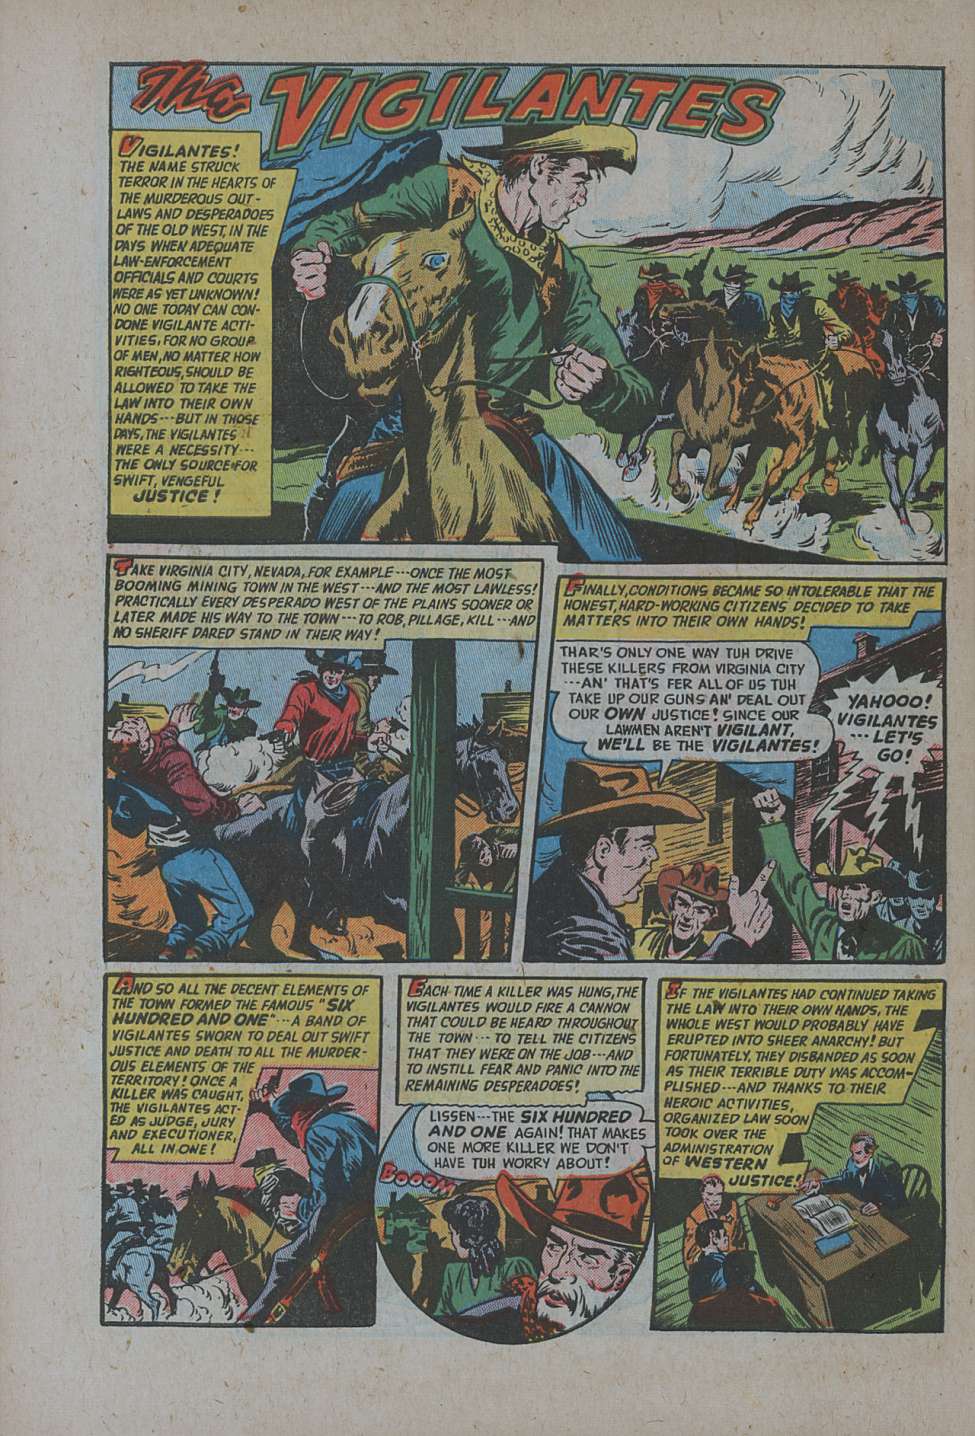 The VIGILANTES
VIGILANTES!
THE NAME STRUCK
TERROR IN THE HEARTS OF
THE MURDEROUS OUT-
LAWS AND DESPERADOES
OF THE OLD WEST, IN THE
DAYS WHEN ADEQUATE
LAW-ENFORCEMENT
OFFICIALS AND COURTS
WERE AS YET UNKNOWN!
NO ONE TODAY CAN CON-
DONE VIGILANTE ACTI-
VITIES, FOR NO GROUP
OF MEN, NO MATTER HOW
RIGHTEOUS, SHOULD BE
ALLOWED TO TAKE THE
LAW INTO THEIR OWN
HANDS---BUT IN THOSE
DAYS, THE VIGILANTES
WERE A NECESSITY---
THE ONLY SOURCE FOR
SWIFT, VENGEFUL
JUSTICE!
TAKE VIRGINIA CITY, NEVADA, FOR EXAMPLE---ONCE THE MOST
BOOMING MINING TOWN IN THE WEST---AND THE MOST LAWLESS!
PRACTICALLY EVERY DESPERADO WEST OF THE PLAINS SOONER OR
LATER MADE HIS WAY TO THE TOWN---TO ROB, PILLAGE, KILL---AND
NO SHERIFF DARED STAND IN THEIR WAY!
FINALLY, CONDITIONS BECAME SO INTOLERABLE THAT THE
HONEST, HARD-WORKING CITIZENS DECIDED TO TAKE
MATTERS INTO THEIR OWN HANDS!
THAR'S ONLY ONE WAY TUH DRIVE
THESE KILLERS FROM VIRGINIA CITY
---AN' THAT'S FER ALL OF US TUH
TAKE UP OUR GUNS AN' DEAL OUT
OUR OWN JUSTICE! SINCE OUR
LAWMEN AREN'T VIGILANT,
WE'LL BE THE VIGILANTES!
YAHOOO!
VIGILANTES
---LET'S
GO!
AND SO ALL THE DECENT ELEMENTS OF
THE TOWN FORMED THE FAMOUS "SIX
HUNDRED AND ONE"---A BAND OF
VIGILANTES SWORN TO DEAL OUT SWIFT
JUSTICE AND DEATH TO ALL THE MURDER-
OUS ELEMENTS OF THE
TERRITORY! ONCE A
KILLER WAS CAUGHT,
THE VIGILANTES ACT-
ED AS JUDGE, JURY
AND EXECUTIONER,
ALL IN ONE!
EACH TIME A KILLER WAS HUNG, THE
VIGILANTES WOULD FIRE A CANNON
THAT COULD BE HEARD THROUGHOUT
THE TOWN---TO TELL THE CITIZENS
THAT THEY WERE ON THE JOB---AND
TO INSTILL FEAR AND PANIC INTO THE
REMAINING DESPERADOES!
LISSEN---THE SIX HUNDRED
AND ONE AGAIN! THAT MAKES
ONE MORE KILLER WE DON'T
HAVE TUH WORRY ABOUT!
BOOOM
IF THE VIGILANTES HAD CONTINUED TAKING
THE LAW INTO THEIR OWN HANDS, THE
WHOLE WEST WOULD PROBABLY HAVE
ERUPTED INTO SHEER ANARCHY! BUT
FORTUNATELY, THEY DISBANDED AS SOON
AS THEIR TERRIBLE DUTY WAS ACCOM-
PLISHED---AND THANKS TO THEIR
HEROIC ACTIVITIES,
ORGANIZED LAW SOON
TOOK OVER THE
ADMINISTRATION
OF WESTERN
JUSTICE!